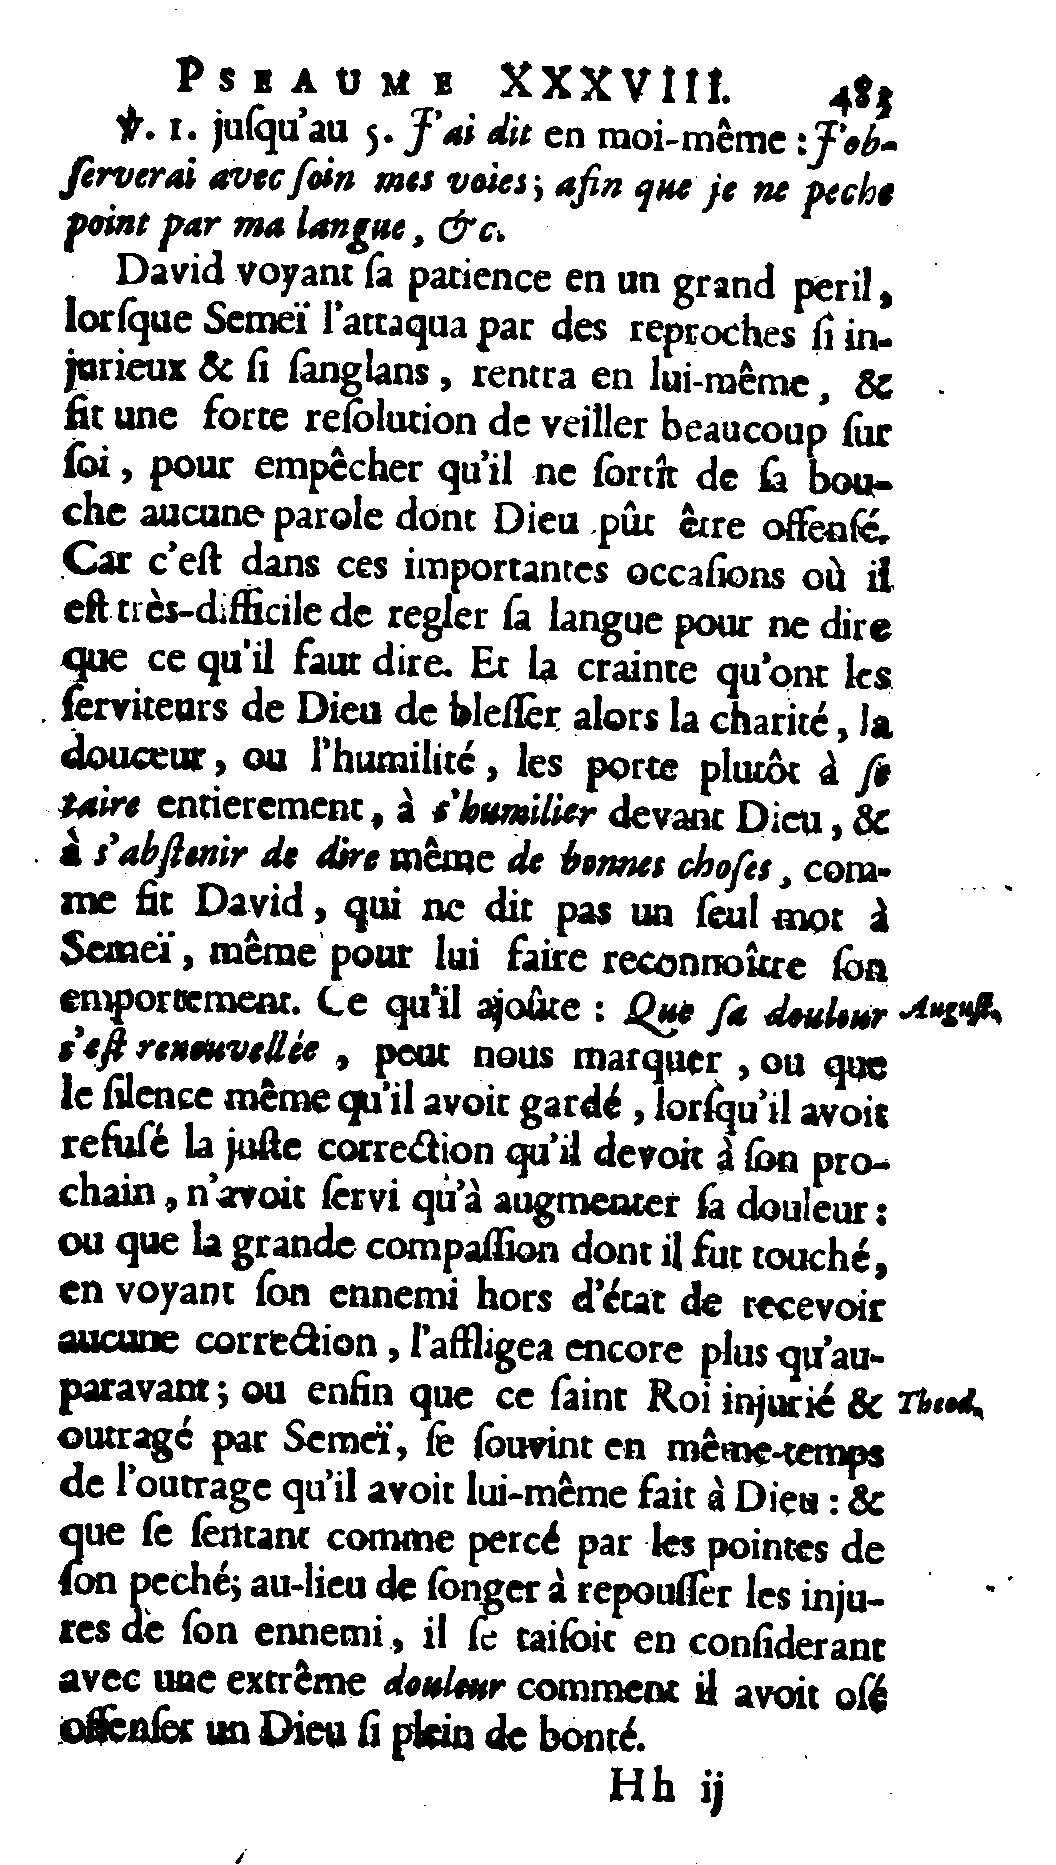 PSEAUME XXXVIII. 483
℣. 1. juſqu'au 5. J'ai dit en moi-même : J'ob-
ſerverai avec ſoin mes voies; afin que je ne peche
point par ma langue, &c.
David voyant ſa patience en un grand peril,
lorſque Semeï l'attaqua par des reproches ſi in-
jurieux & ſi ſanglans, rentra en lui-même, &
fit une forte reſolution de veiller beaucoup ſur
ſoi, pour empêcher qu'il ne ſortît de ſa bou-
che aucune parole dont Dieu pût être offenſé.
Car c'eſt dans ces importantes occaſions où il
eſt très-difficile de regler ſa langue pour ne dire
que ce qu'il faut dire. Et la crainte qu'ont les
ſerviteurs de Dieu de bleſſer alors la charité, la
douceur, ou l'humilité, les porte plutôt à ſe
taire entierement, à s'humilier devant Dieu, &
à s'abſtenir de dire même de bonnes choſes, com-
me fit David, qui ne dit pas un ſeul mot à
Semeï, même pour lui faire reconnoître ſon
emportement. Ce qu'il ajoûte : Que ſa douleur Auguſt.
s'eſt renouvellée, peut nous marquer, ou que
le ſilence même qu'il avoit gardé, lorſqu'il avoit
refuſé la juſte correction qu'il devoit à ſon pro-
chain, n'avoit ſervi qu'à augmenter ſa douleur :
ou que la grande compaſſion dont il fut touché,
en voyant ſon ennemi hors d'état de recevoir
aucune correction, l'affligea encore plus qu'au-
paravant; ou enfin que ce ſaint Roi injurié & Theod.
outragé par Semeï, ſe ſouvint en même-temps
de l'outrage qu'il avoit lui-même fait à Dieu : &
que ſe ſentant comme percé par les pointes de
ſon peché; au-lieu de ſonger à repouſſer les inju-
res de ſon ennemi, il ſe taiſoit en conſiderant
avec une extrême douleur comment il avoit oſé
offenſer un Dieu ſi plein de bonté.
Hh ij